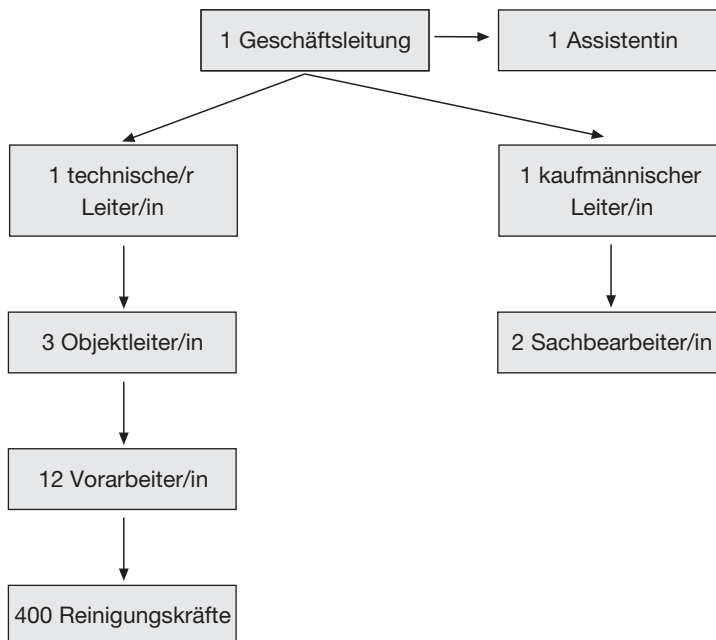 1 Geschäftsleitung
1 Assistentin
1 technische/r
Leiter/in
1 kaufmännischer
Leiter/in
3 Objektleiter/in
2 Sachbearbeiter/in
12 Vorarbeiter/in
400 Reinigungskräfte